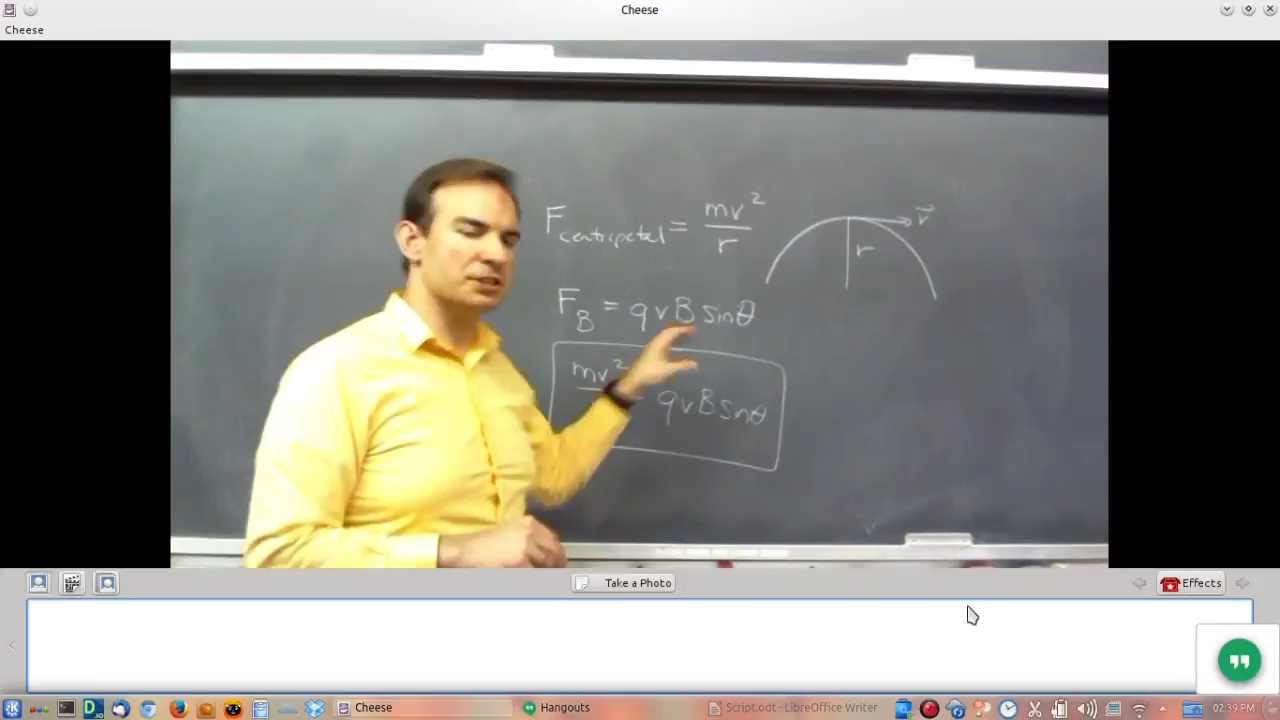 Cheese
Cheese
F centripetal = mv²
r
v⃗
r
F_B = qvB sinθ
mv²
= qvB sinθ
Take a Photo
Effects
Cheese
Hangouts
Script.odt - LibreOffice Writer
02:39 PM